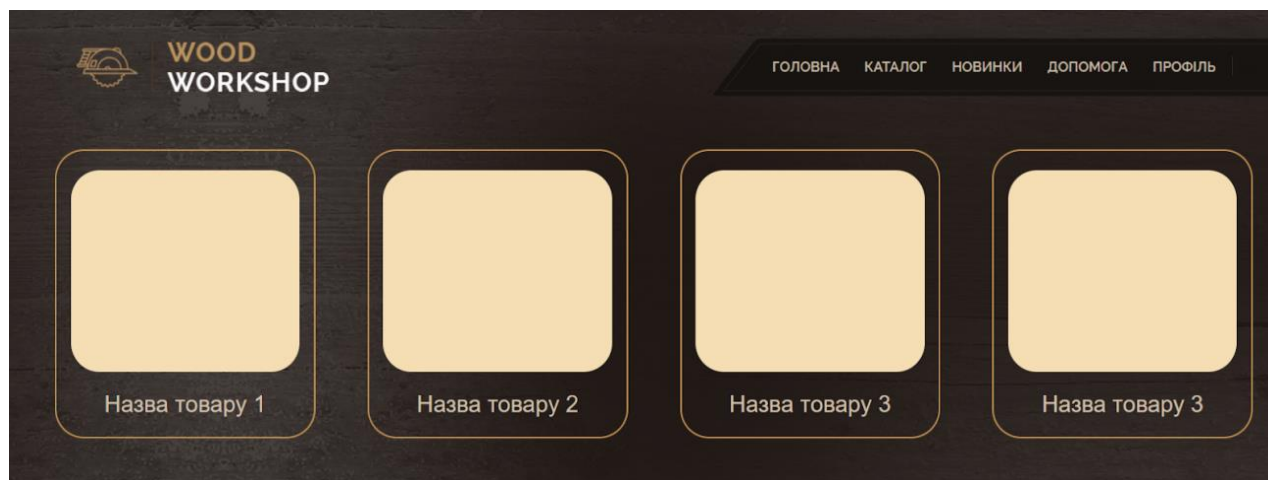 WOOD
WORKSHOP
ГОЛОВНА КАТАЛОГ НОВИНКИ ДОПОМОГА ПРОФІЛЬ
Назва товару 1 Назва товару 2 Назва товару 3 Назва товару 3